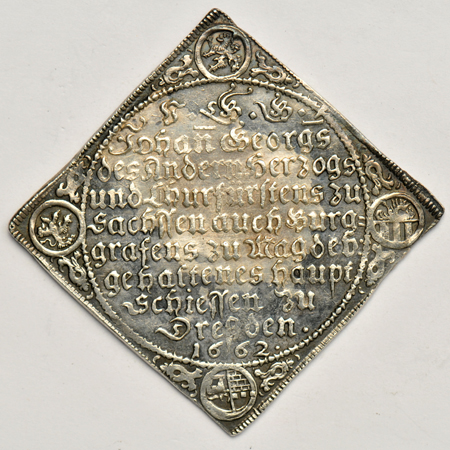 Johañ Georgs
des Andern Herzogs
und Churfürstens zu
Sachsen auch Burg=
grafens zu Magdeb:
gehaltenes haupt
Schiessen zu
Dresden.
1662.